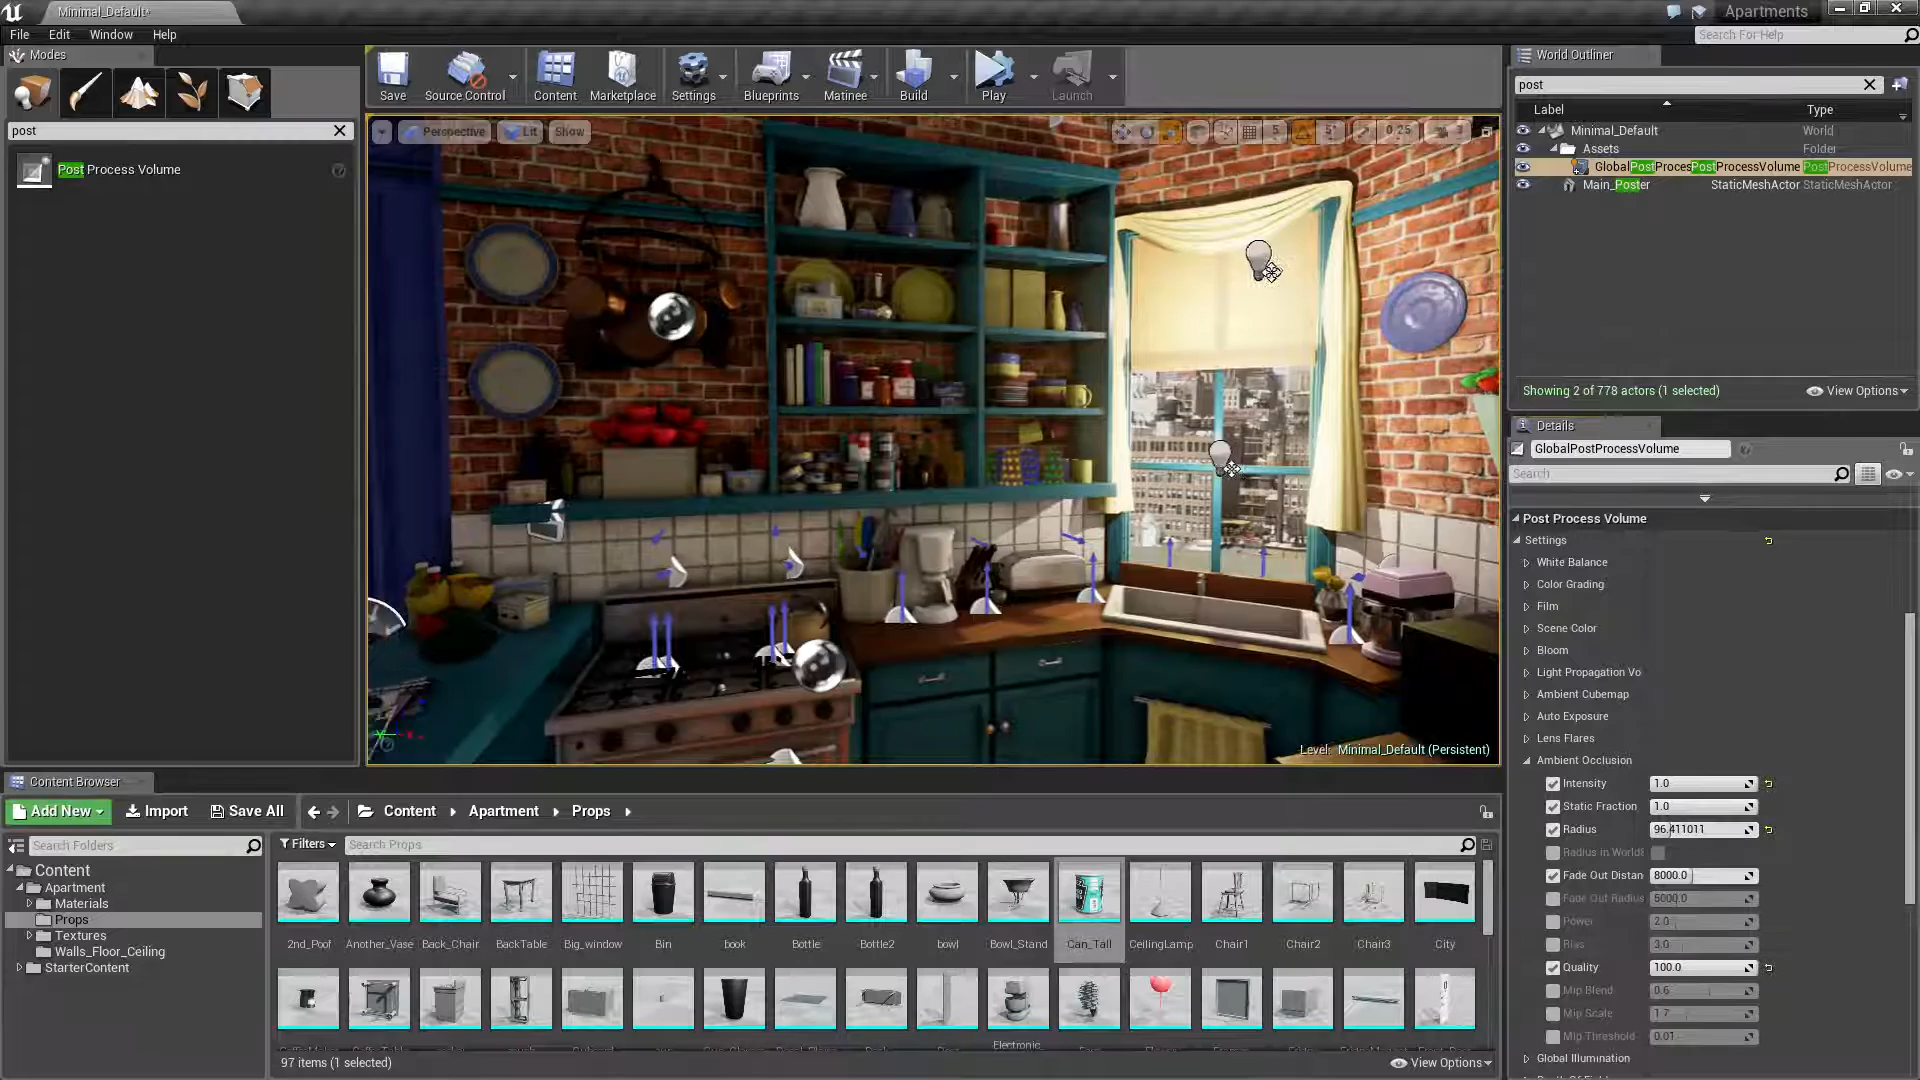 Minimal_Default*
Apartments
File Edit Window Help
Search For Help
Modes
Save
Source Control
Content
Marketplace
Settings
Blueprints
Matinee
Build
Play
Launch
World Outliner
post
Label Type
Minimal_Default World
Assets Folder
GlobalPostProcesPostProcessVolume PostProcessVolume
Main_Poster StaticMeshActor StaticMeshActor
Showing 2 of 778 actors (1 selected)
View Options
post
Post Process Volume
Perspective
Lit
Show
5
5°
0.25
3
Level: Minimal_Default (Persistent)
Details
GlobalPostProcessVolume
Search
Post Process Volume
Settings
White Balance
Color Grading
Film
Scene Color
Bloom
Light Propagation Vo
Ambient Cubemap
Auto Exposure
Lens Flares
Ambient Occlusion
Intensity 1.0
Static Fraction 1.0
Radius 96.411011
Radius in WorldS
Fade Out Distan 8000.0
Fade Out Radius 5000.0
Power 2.0
Bias 3.0
Quality 100.0
Mip Blend 0.6
Mip Scale 1.7
Mip Threshold 0.01
Global Illumination
Content Browser
Add New
Import
Save All
Content
Apartment
Props
Search Folders
Filters
Search Props
Content
Apartment
Materials
Props
Textures
Walls_Floor_Ceiling
StarterContent
2nd_Poof
Another_Vase
Back_Chair
BackTable
Big_window
Bin
book
Bottle
Bottle2
bowl
Bowl_Stand
Can_Tall
CeilingLamp
Chair1
Chair2
Chair3
City
Electronic
97 items (1 selected)
View Options